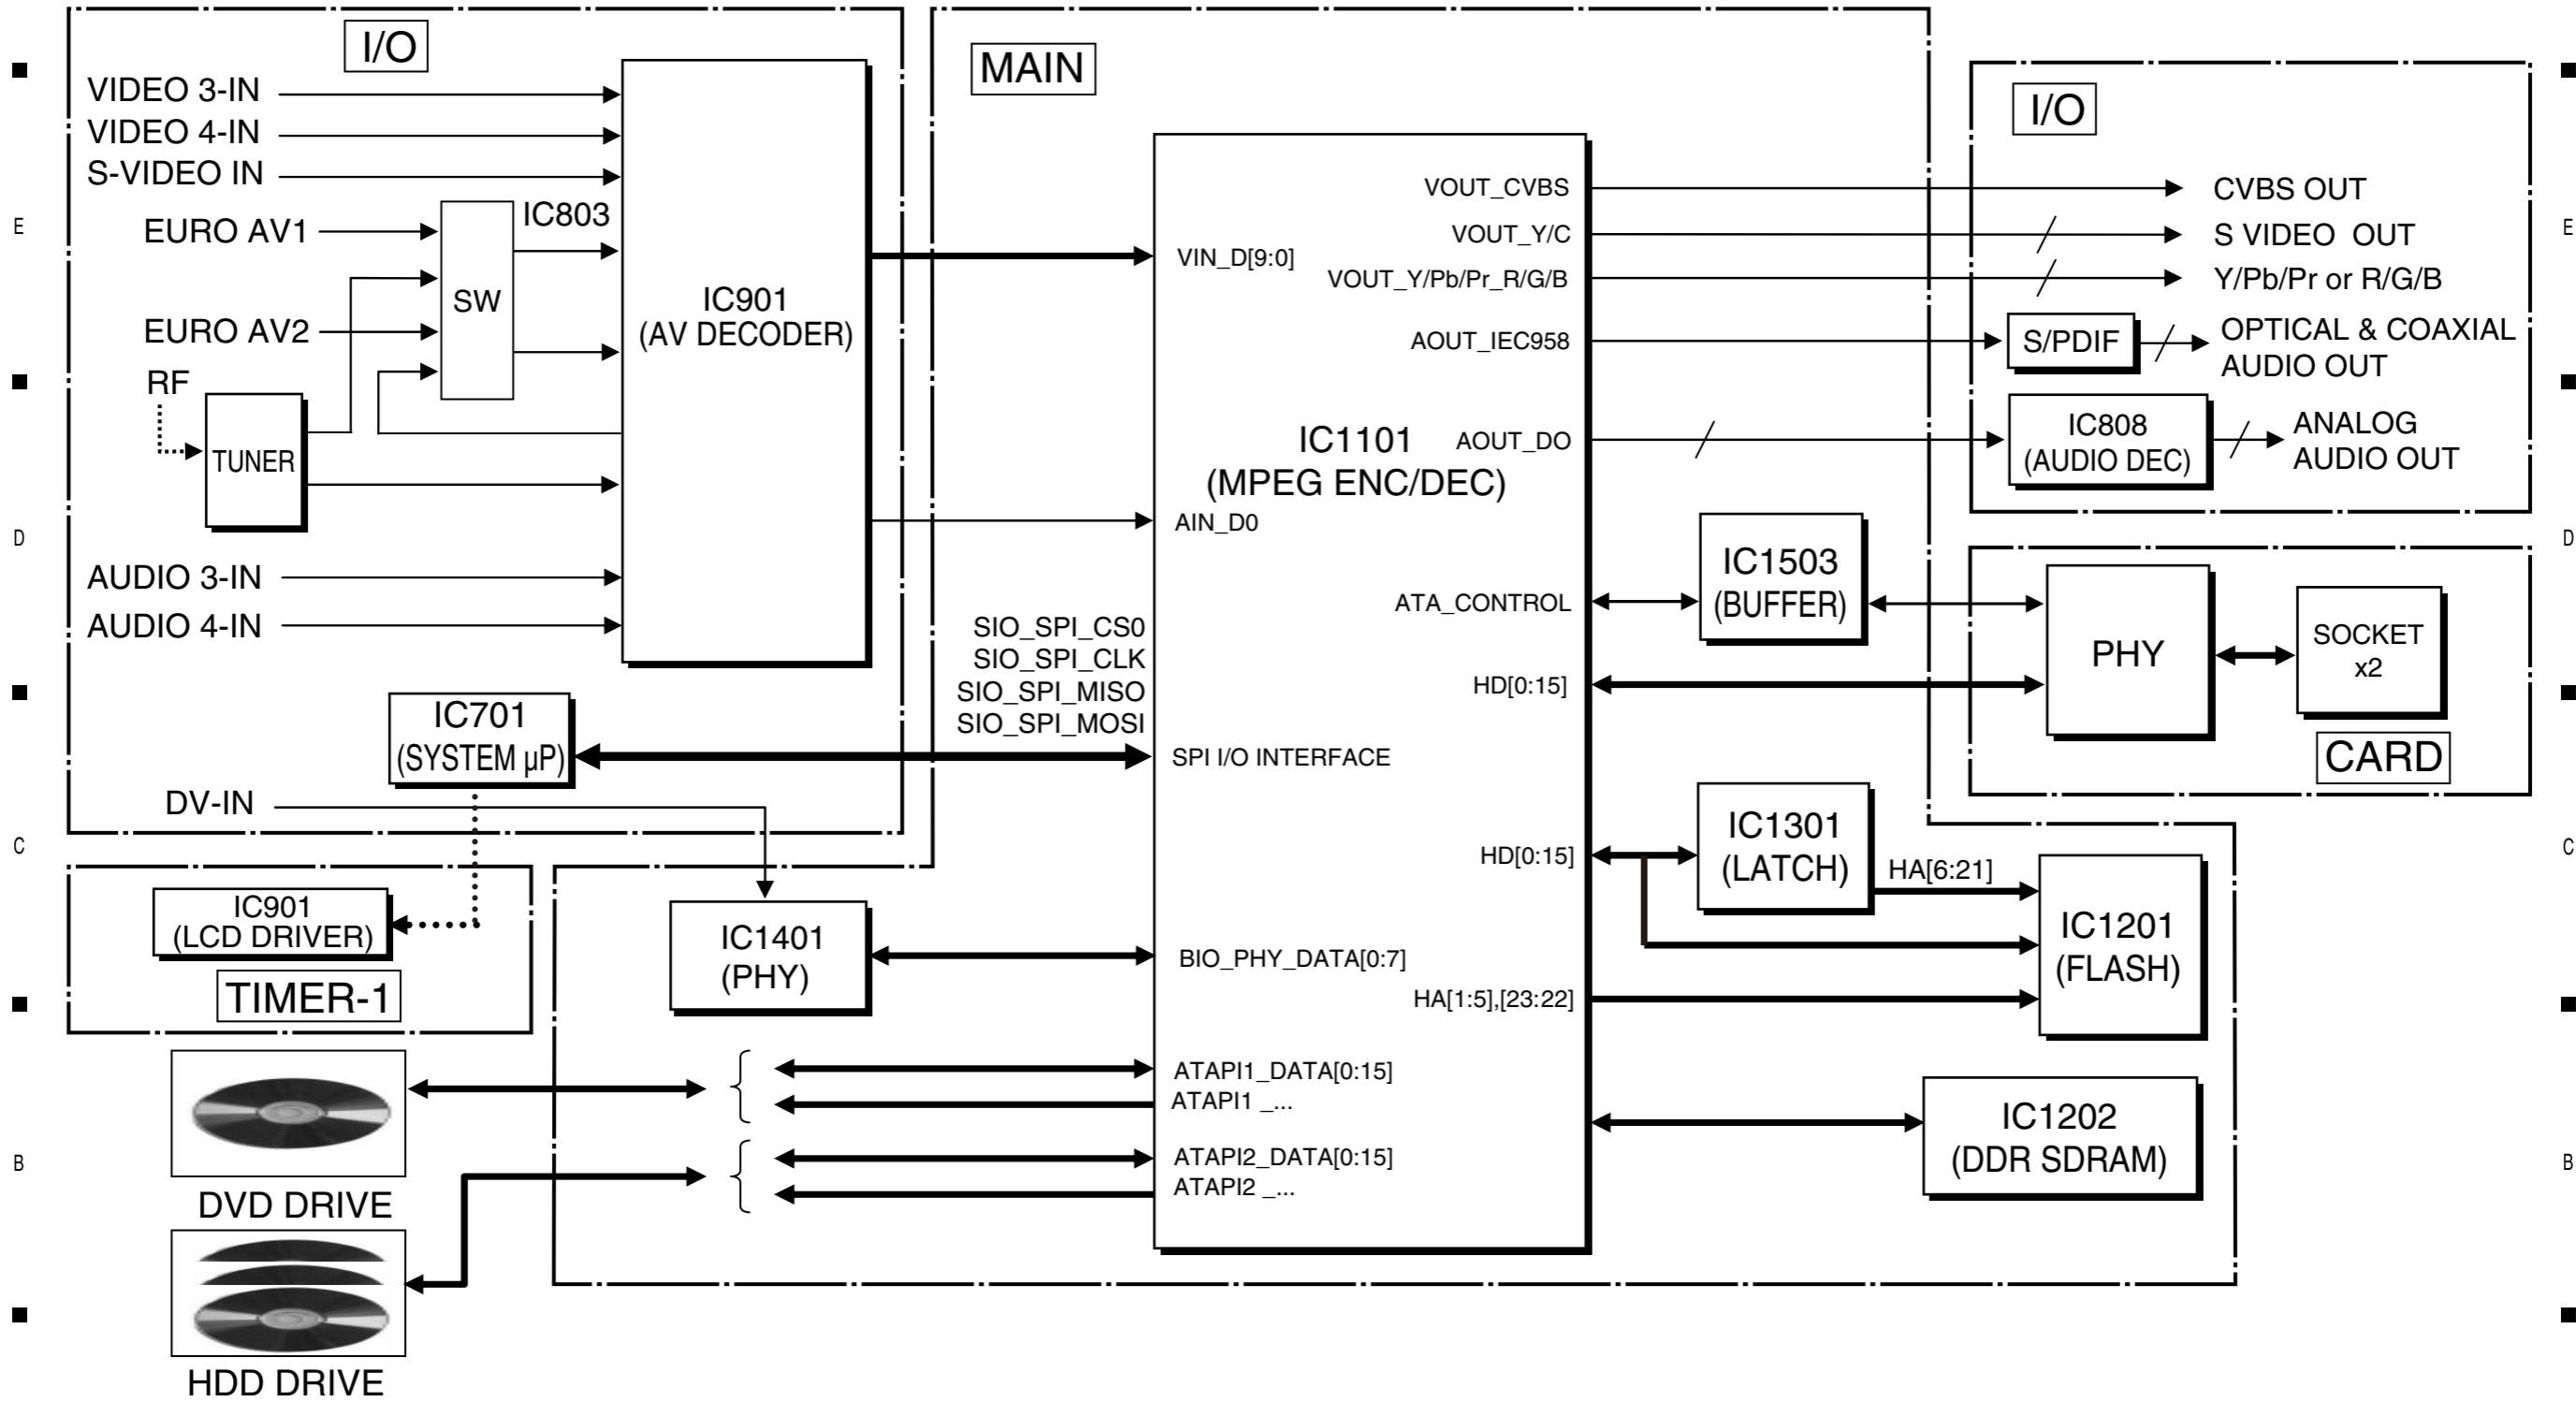 I/O
VIDEO 3-IN
VIDEO 4-IN
S-VIDEO IN
EURO AV1
IC803
SW
EURO AV2
RF
TUNER
IC901
(AV DECODER)
AUDIO 3-IN
AUDIO 4-IN
IC701
(SYSTEM µP)
DV-IN
IC901
(LCD DRIVER)
TIMER-1
DVD DRIVE
HDD DRIVE
MAIN
SIO_SPI_CS0
SIO_SPI_CLK
SIO_SPI_MISO
SIO_SPI_MOSI
IC1401
(PHY)
IC1101
(MPEG ENC/DEC)
VIN_D[9:0]
AIN_D0
SPI I/O INTERFACE
BIO_PHY_DATA[0:7]
ATAPI1_DATA[0:15]
ATAPI1 _...
ATAPI2_DATA[0:15]
ATAPI2 _...
VOUT_CVBS
VOUT_Y/C
VOUT_Y/Pb/Pr_R/G/B
AOUT_IEC958
AOUT_DO
ATA_CONTROL
HD[0:15]
HD[0:15]
HA[1:5],[23:22]
IC1503
(BUFFER)
IC1301
(LATCH)
HA[6:21]
IC1201
(FLASH)
IC1202
(DDR SDRAM)
I/O
CVBS OUT
S VIDEO  OUT
Y/Pb/Pr or R/G/B
S/PDIF
OPTICAL & COAXIAL
AUDIO OUT
IC808
(AUDIO DEC)
ANALOG
AUDIO OUT
PHY
SOCKET
x2
CARD
E
D
C
B
E
D
C
B